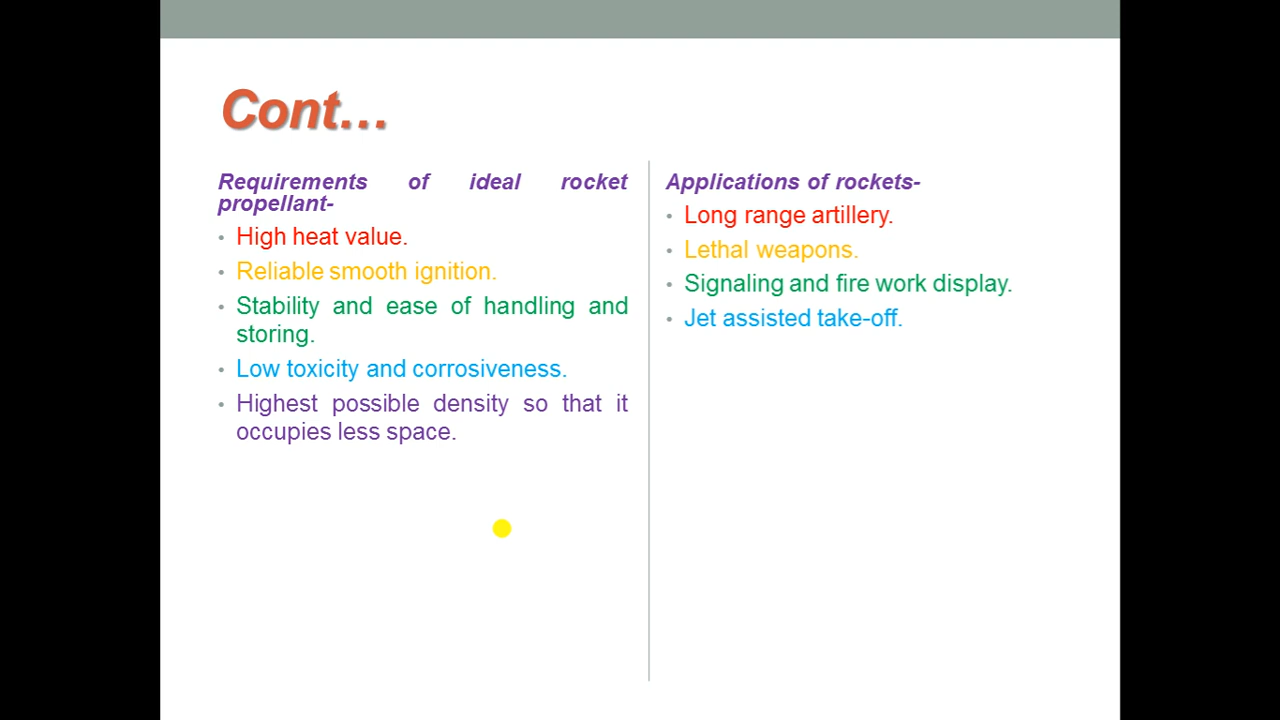 Cont…
Requirements of ideal rocket
propellant-
• High heat value.
• Reliable smooth ignition.
• Stability and ease of handling and
storing.
• Low toxicity and corrosiveness.
• Highest possible density so that it
occupies less space.
Applications of rockets-
• Long range artillery.
• Lethal weapons.
• Signaling and fire work display.
• Jet assisted take-off.